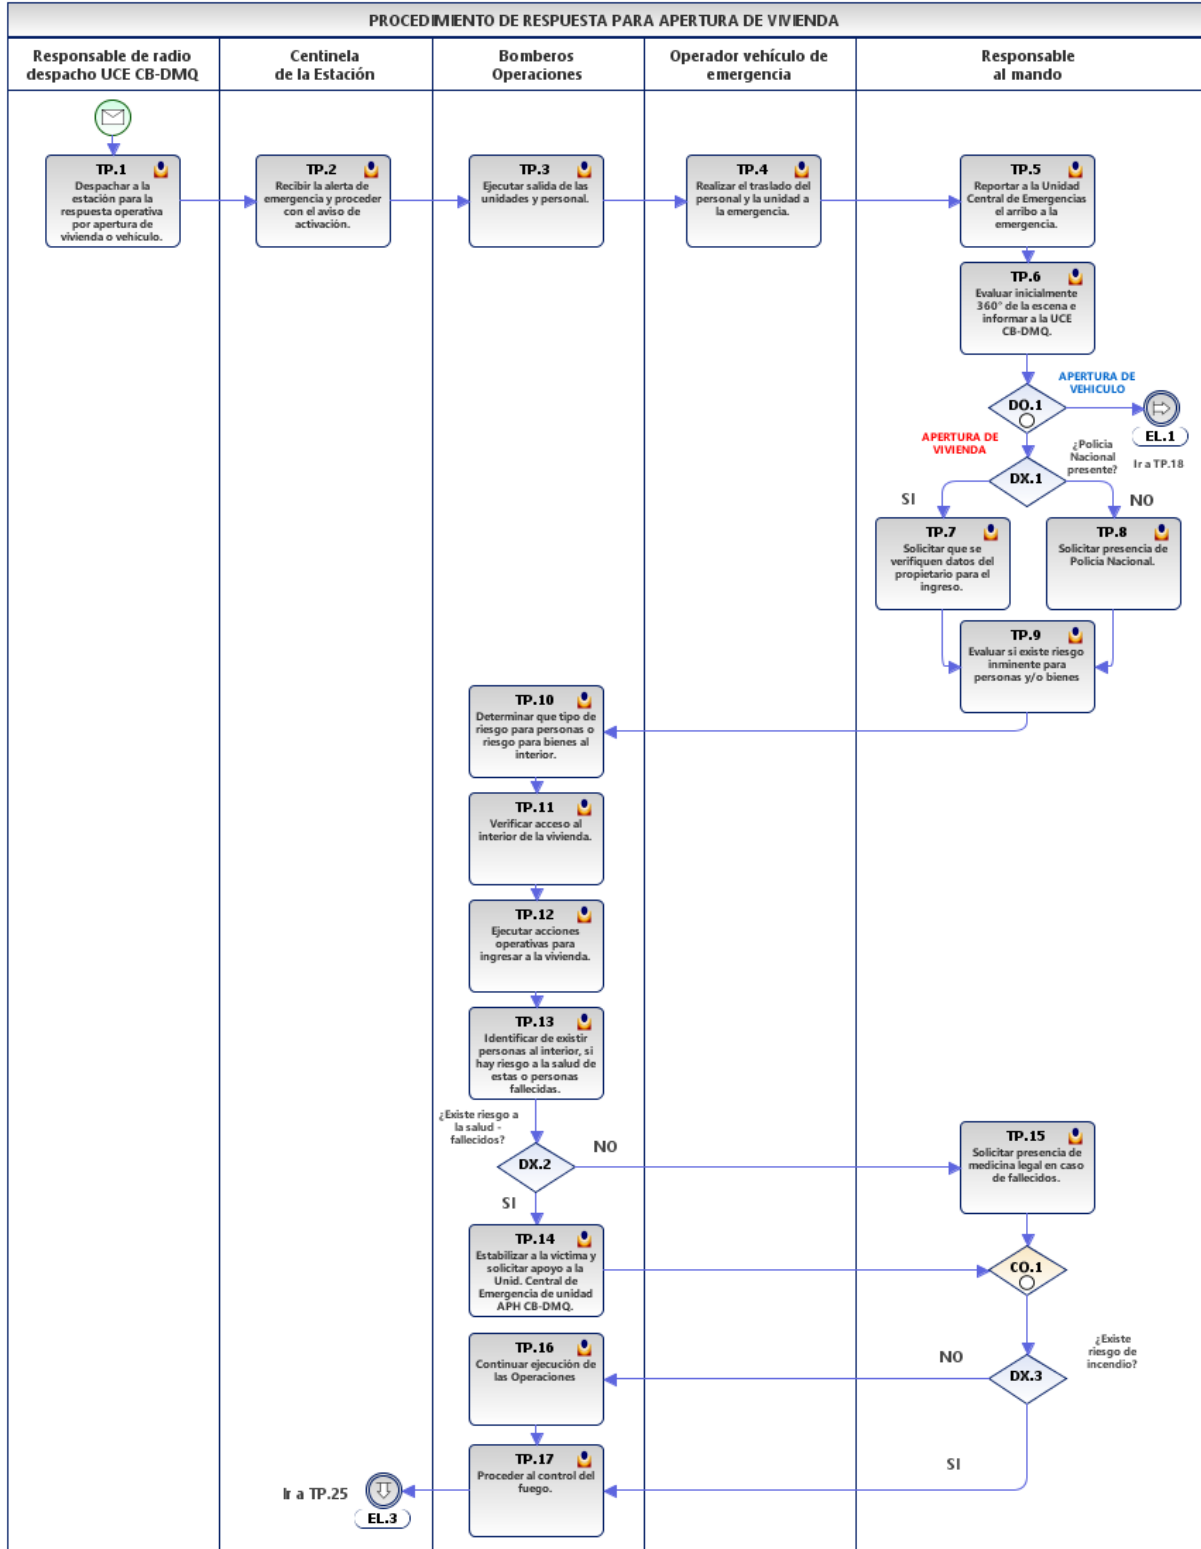 PROCEDIMIENTO DE RESPUESTA PARA APERTURA DE VIVIENDA
Responsable de radio
despacho UCE CB-DMQ
Centinela
de la Estación
Bomberos
Operaciones
Operador vehículo de
emergencia
Responsable
al mando
TP.1
Despachar a la
estación para la
respuesta operativa
por apertura de
vivienda o vehículo.
TP.2
Recibir la alerta de
emergencia y proceder
con el aviso de
activación.
TP.3
Ejecutar salida de las
unidades y personal.
TP.4
Realizar el traslado del
personal y la unidad a
la emergencia.
TP.5
Reportar a la Unidad
Central de Emergencias
el arribo a la
emergencia.
TP.6
Evaluar inicialmente
360° de la escena e
informar a la UCE
CB-DMQ.
APERTURA DE
VEHICULO
DO.1
EL.1
Ir a TP.18
APERTURA DE
VIVIENDA
¿Policía
Nacional
presente?
DX.1
SI
NO
TP.7
Solicitar que se
verifiquen datos del
propietario para el
ingreso.
TP.8
Solicitar presencia de
Policía Nacional.
TP.9
Evaluar si existe riesgo
inminente para
personas y/o bienes
TP.10
Determinar que tipo de
riesgo para personas o
riesgo para bienes al
interior.
TP.11
Verificar acceso al
interior de la vivienda.
TP.12
Ejecutar acciones
operativas para
ingresar a la vivienda.
TP.13
Identificar de existir
personas al interior, si
hay riesgo a la salud de
estas o personas
fallecidas.
¿Existe riesgo a
la salud -
fallecidos?
DX.2
NO
SI
TP.15
Solicitar presencia de
medicina legal en caso
de fallecidos.
TP.14
Estabilizar a la víctima y
solicitar apoyo a la
Unid. Central de
Emergencia de unidad
APH CB-DMQ.
CO.1
¿Existe
riesgo de
incendio?
DX.3
NO
SI
TP.16
Continuar ejecución de
las Operaciones
TP.17
Proceder al control del
fuego.
Ir a TP.25
EL.3